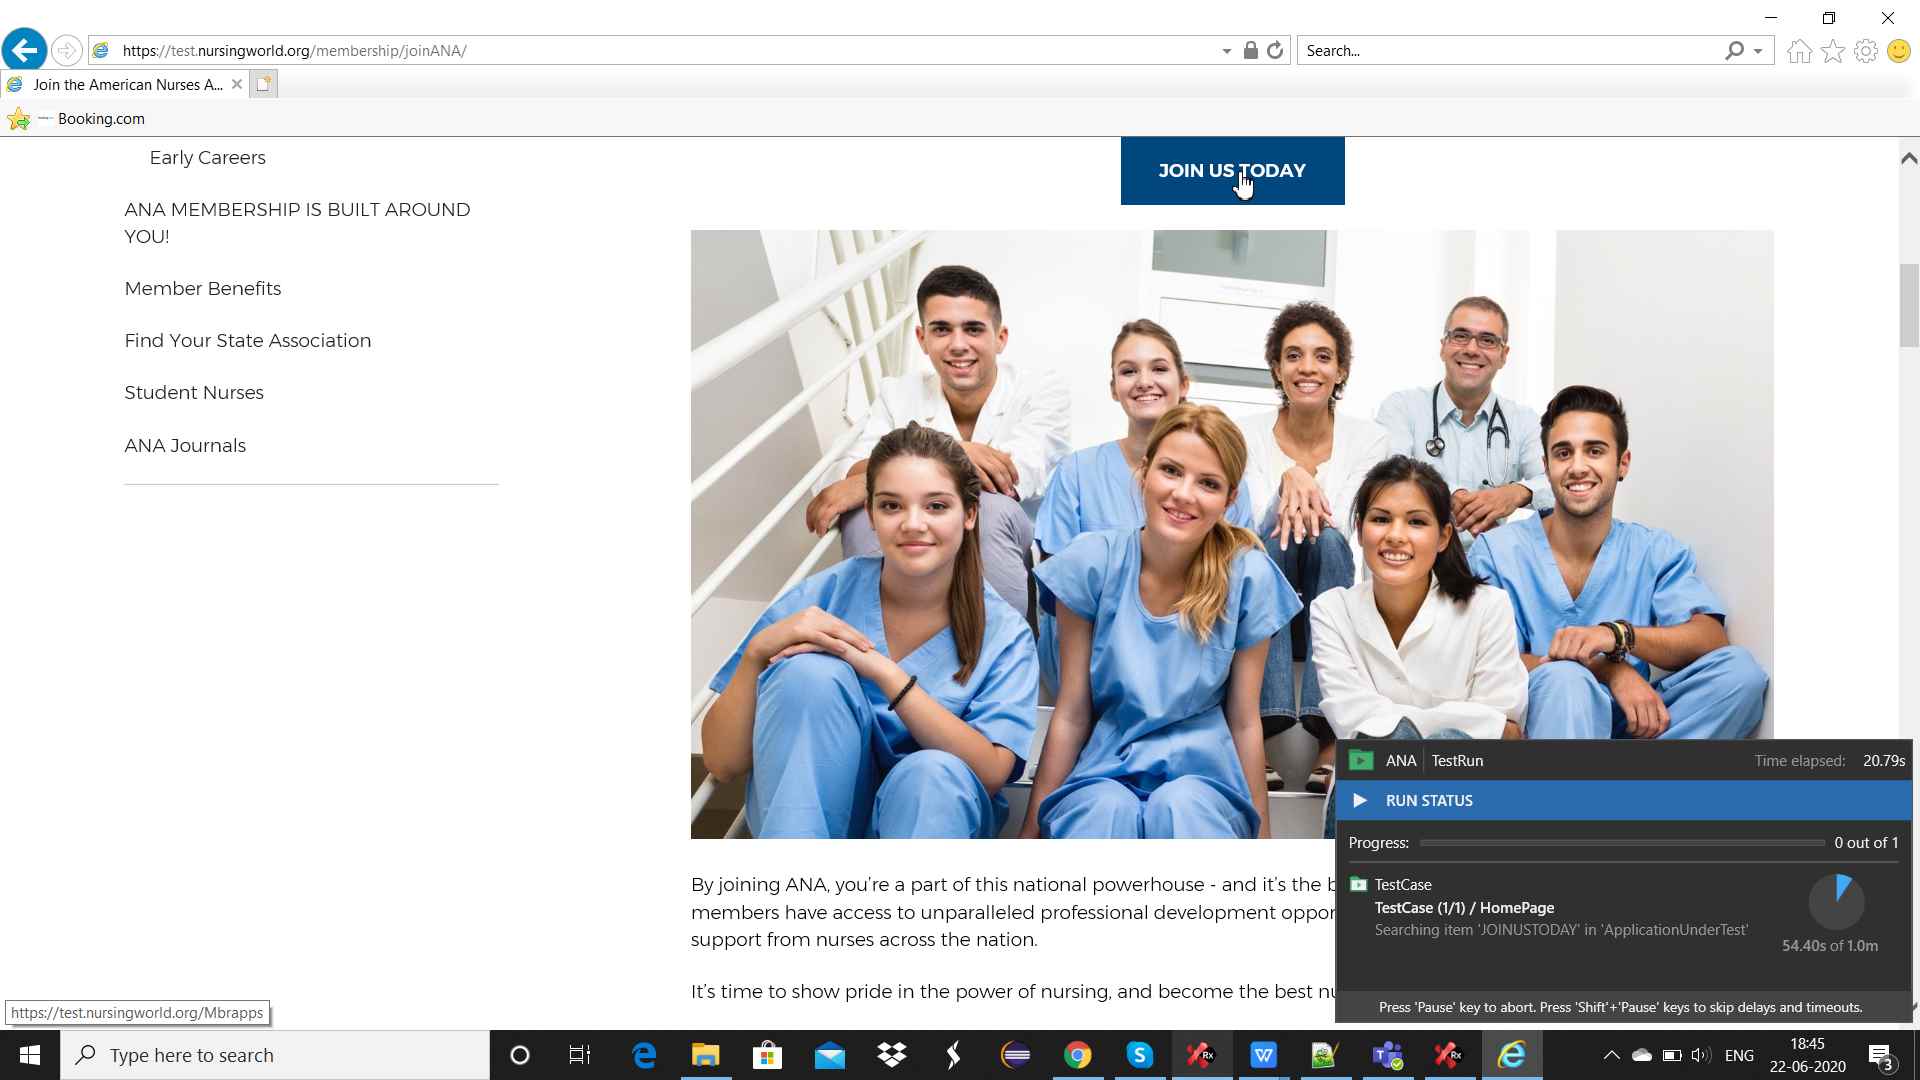 https://test.nursingworld.org/membership/joinANA/
Search...
Join the American Nurses A...
Booking.com
Early Careers
JOIN US TODAY
ANA MEMBERSHIP IS BUILT AROUND
YOU!
Member Benefits
Find Your State Association
Student Nurses
ANA Journals
ANA TestRun Time elapsed: 20.79s
RUN STATUS
Progress: 0 out of 1
TestCase
TestCase (1/1) / HomePage
Searching item 'JOINUSTODAY' in 'ApplicationUnderTest'
54.40s of 1.0m
Press 'Pause' key to abort. Press 'Shift'+'Pause' keys to skip delays and timeouts.
By joining ANA, you're a part of this national powerhouse - and it's the
members have access to unparalleled professional development
support from nurses across the nation.
It's time to show pride in the power of nursing, and become the best
https://test.nursingworld.org/Mbrapps
Type here to search
ENG
18:45
22-06-2020
3